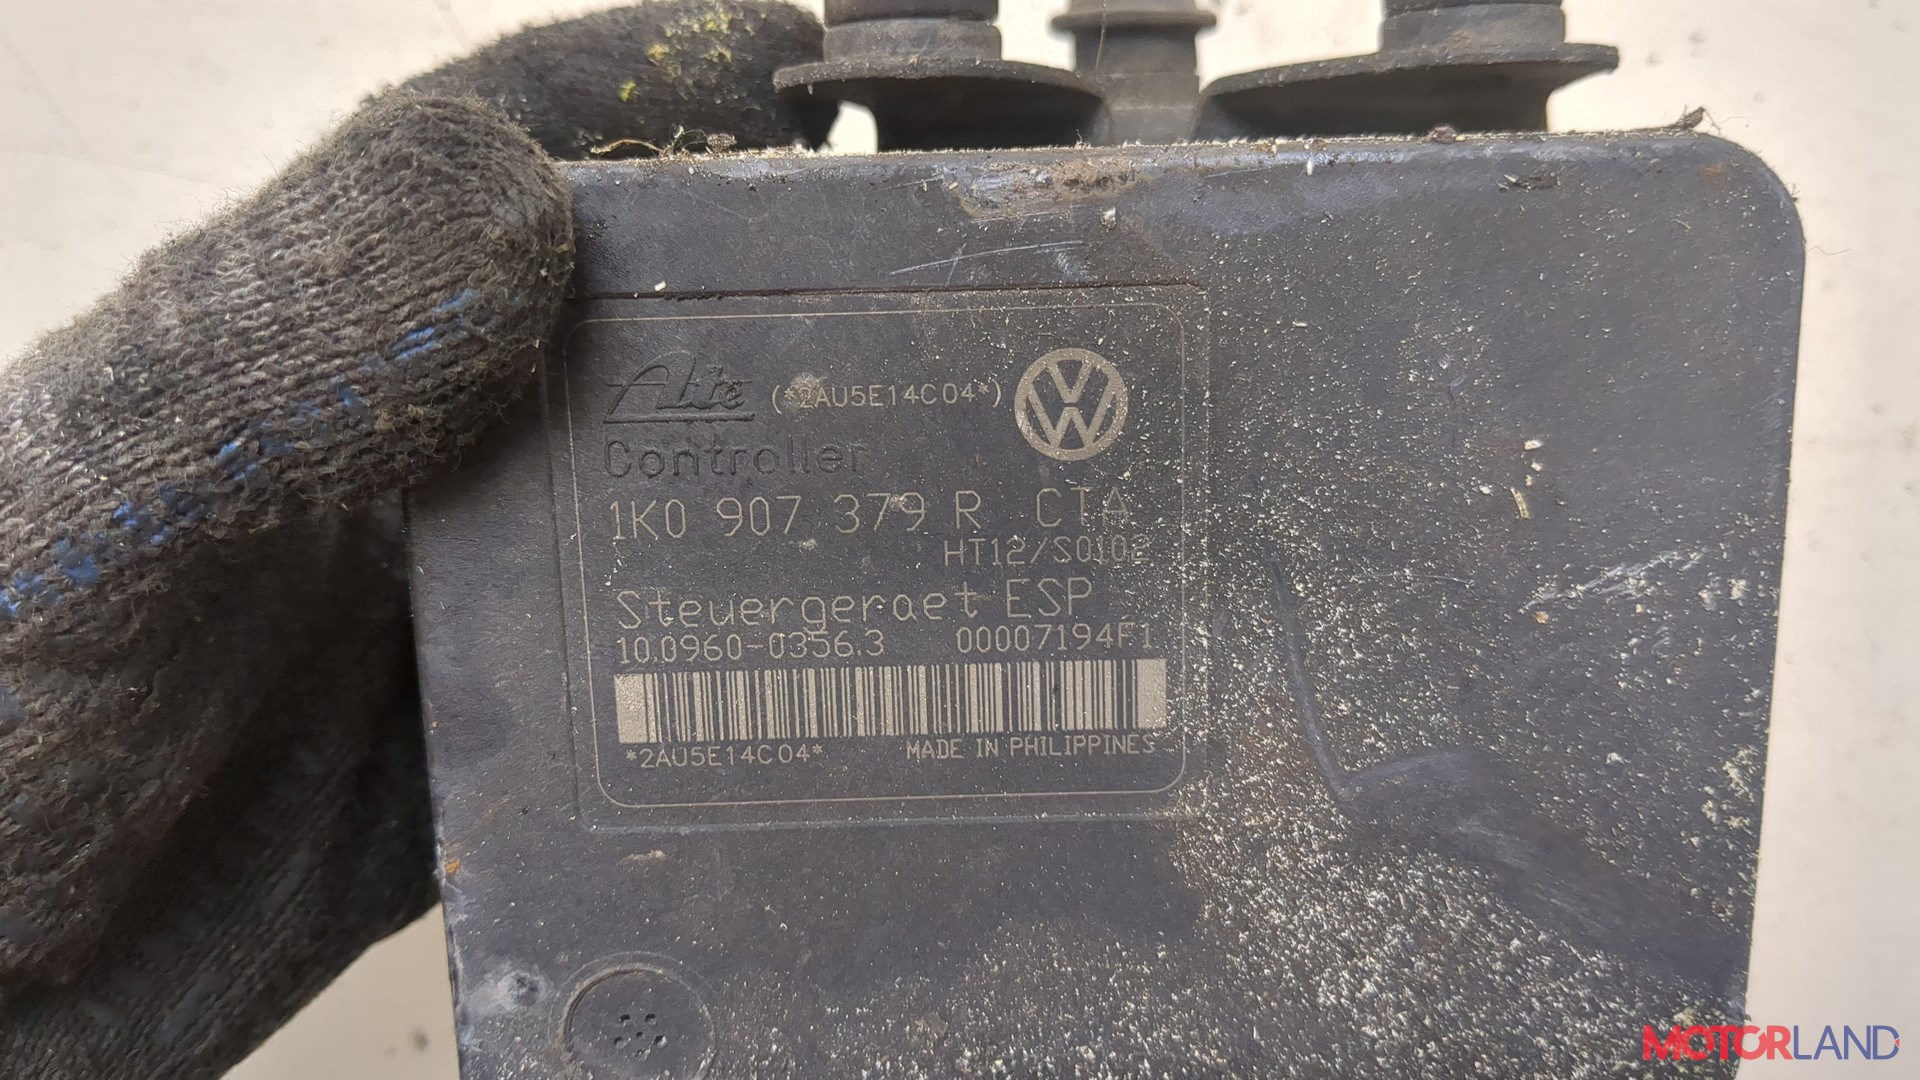 Ate (*2AU5E14C04*)
Controller
1K0 907 379 R CTA
HT12/S0102
Steuergeraet ESP
10.0960-0356.3 00007194F1
*2AU5E14C04* MADE IN PHILIPPINES
MOTORLAND